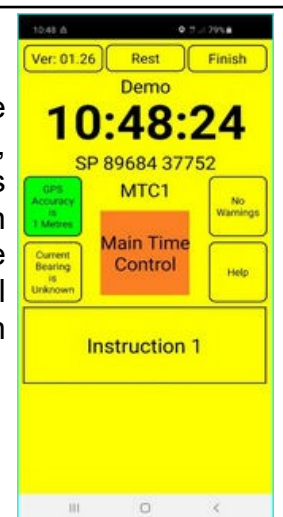 10:48
79%
Ver: 01.26
Rest
Finish
Demo
10:48:24
SP 89684 37752
GPS
Accuracy
is
1 Metres
MTC1
No
Warnings
Current
Bearing
is
Unknown
Main Time
Control
Help
Instruction 1